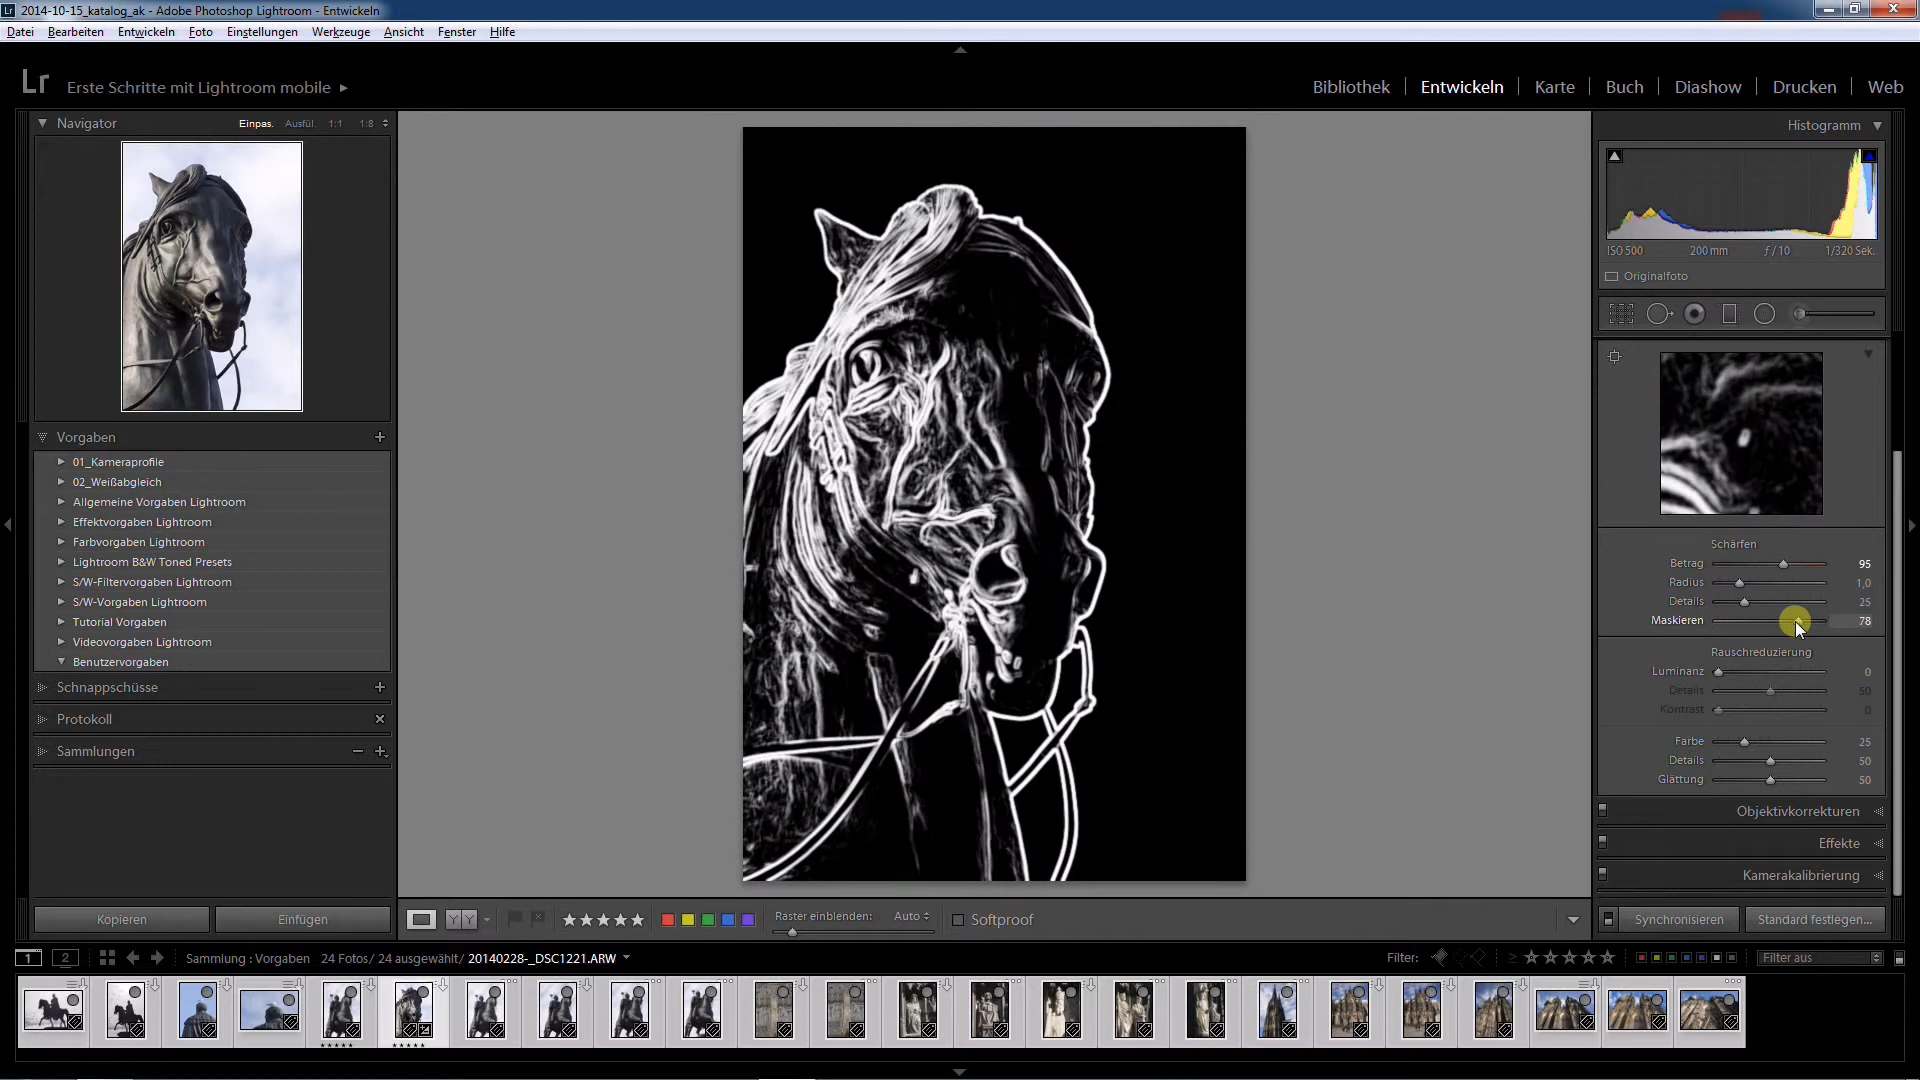 Lr 2014-10-15_katalog_ak - Adobe Photoshop Lightroom - Entwickeln
Datei Bearbeiten Entwickeln Foto Einstellungen Werkzeuge Ansicht Fenster Hilfe
Lr Erste Schritte mit Lightroom mobile
Bibliothek Entwickeln Karte Buch Diashow Drucken Web
Navigator Einpas. Ausfül. 1:1 1:8
Vorgaben
01_Kameraprofile
02_Weißabgleich
Allgemeine Vorgaben Lightroom
Effektvorgaben Lightroom
Farbvorgaben Lightroom
Lightroom B&W Toned Presets
S/W-Filtervorgaben Lightroom
S/W-Vorgaben Lightroom
Tutorial Vorgaben
Videovorgaben Lightroom
Benutzervorgaben
Schnappschüsse
Protokoll
Sammlungen
Kopieren Einfügen
Histogramm
ISO 500 200 mm ƒ / 10 1/320 Sek.
Originalfoto
Schärfen
Betrag 95
Radius 1,0
Details 25
Maskieren 78
Rauschreduzierung
Luminanz 0
Details 50
Kontrast 0
Farbe 25
Details 50
Glättung 50
Objektivkorrekturen
Effekte
Kamerakalibrierung
Synchronisieren Standard festlegen...
Y Y Raster einblenden: Auto Softproof
1 2 Sammlung : Vorgaben 24 Fotos/ 24 ausgewählt/ 20140228-_DSC1221.ARW Filter: ≥ Filter aus